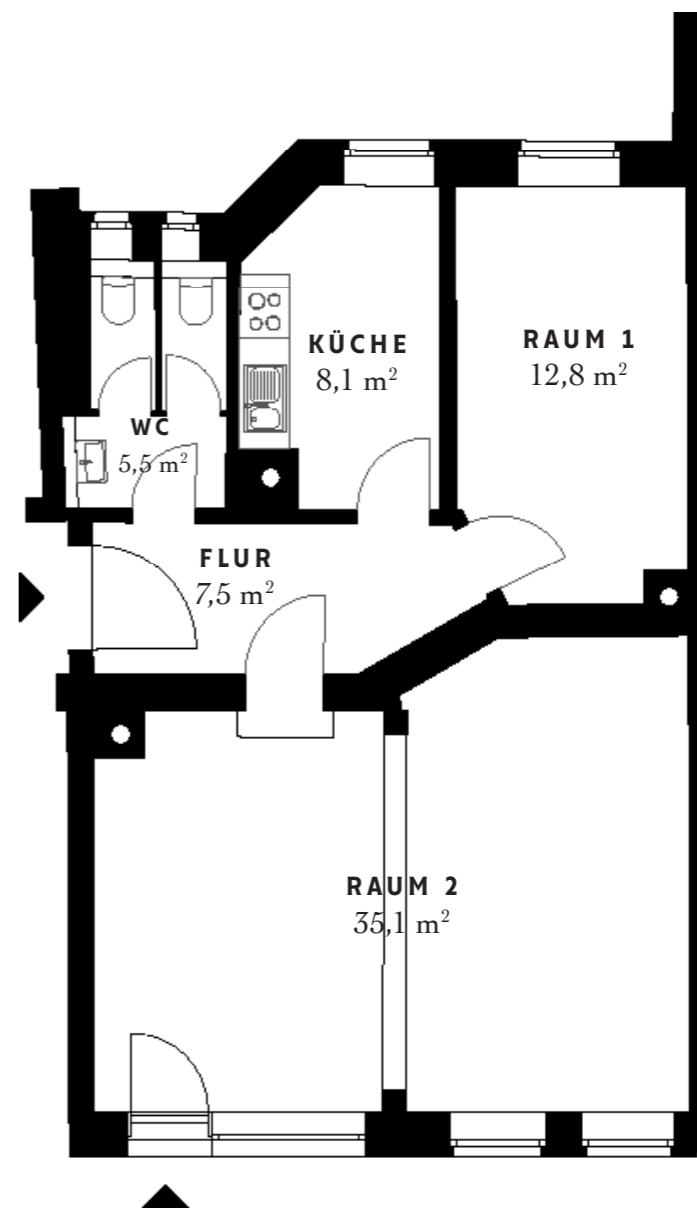 KÜCHE
8,1 m²
RAUM 1
12,8 m²
WC
5,5 m²
FLUR
7,5 m²
RAUM 2
35,1 m²